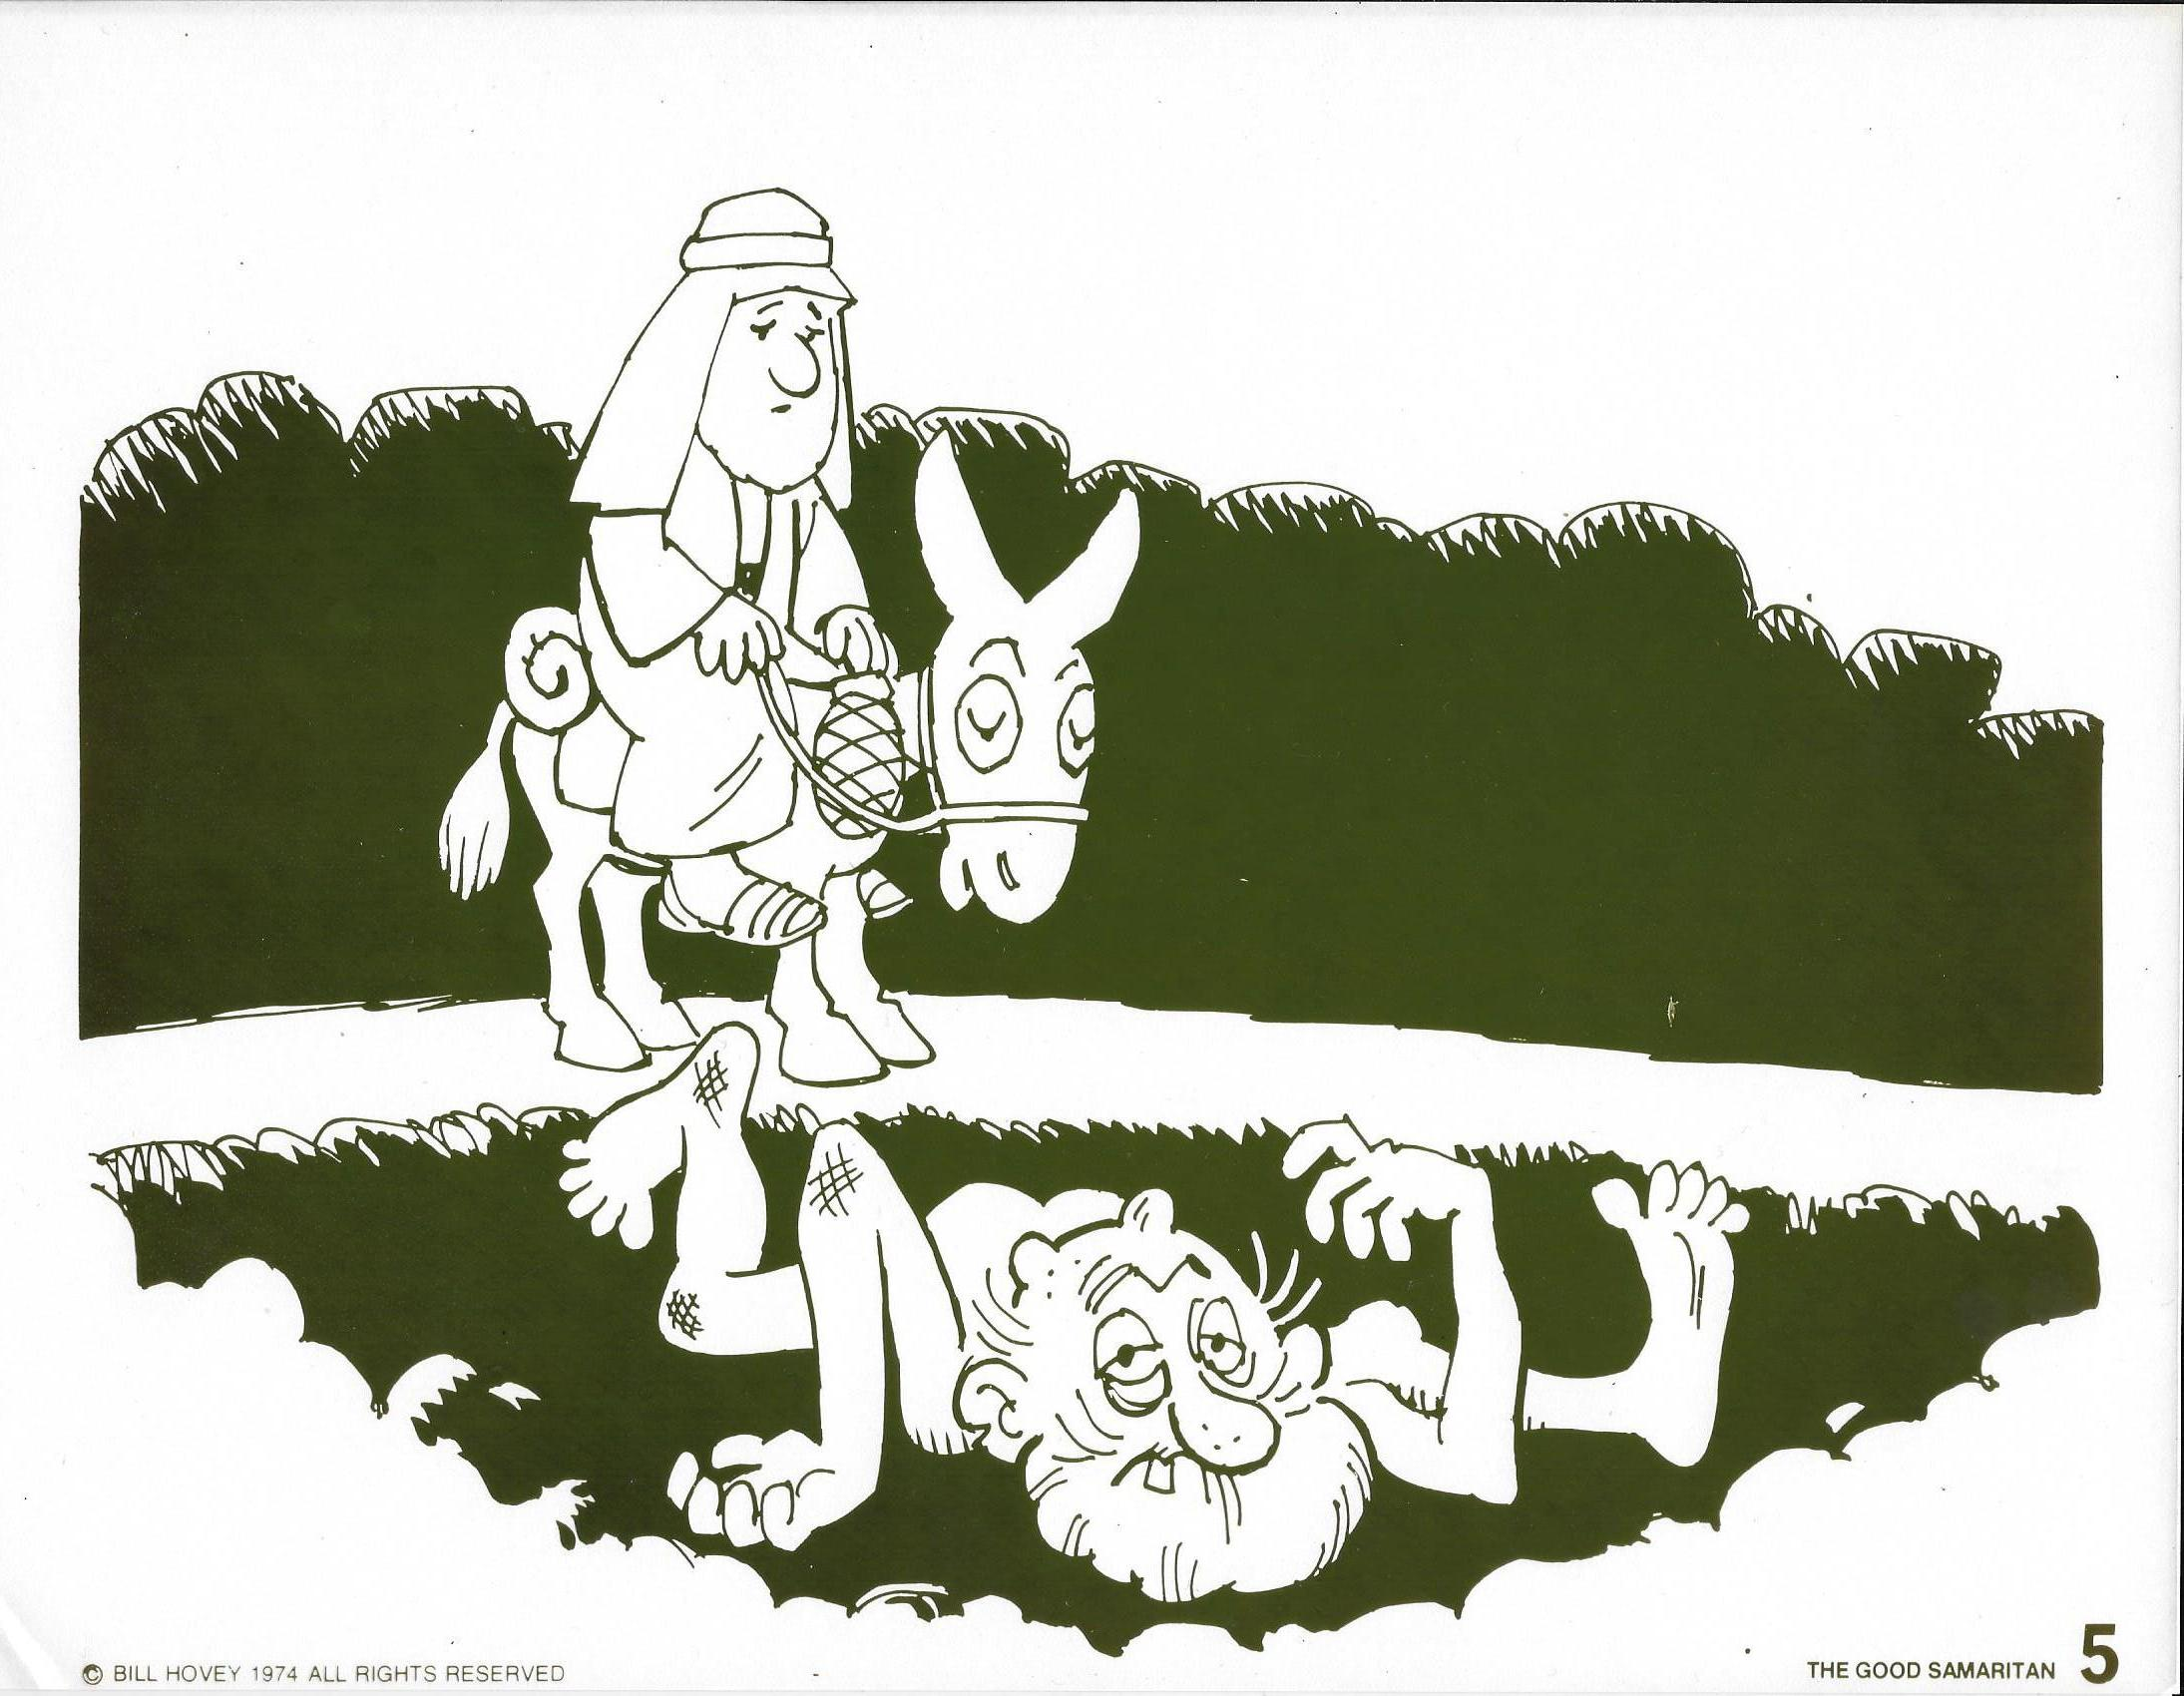 © BILL HOVEY 1974 ALL RIGHTS RESERVED
THE GOOD SAMARITAN 5